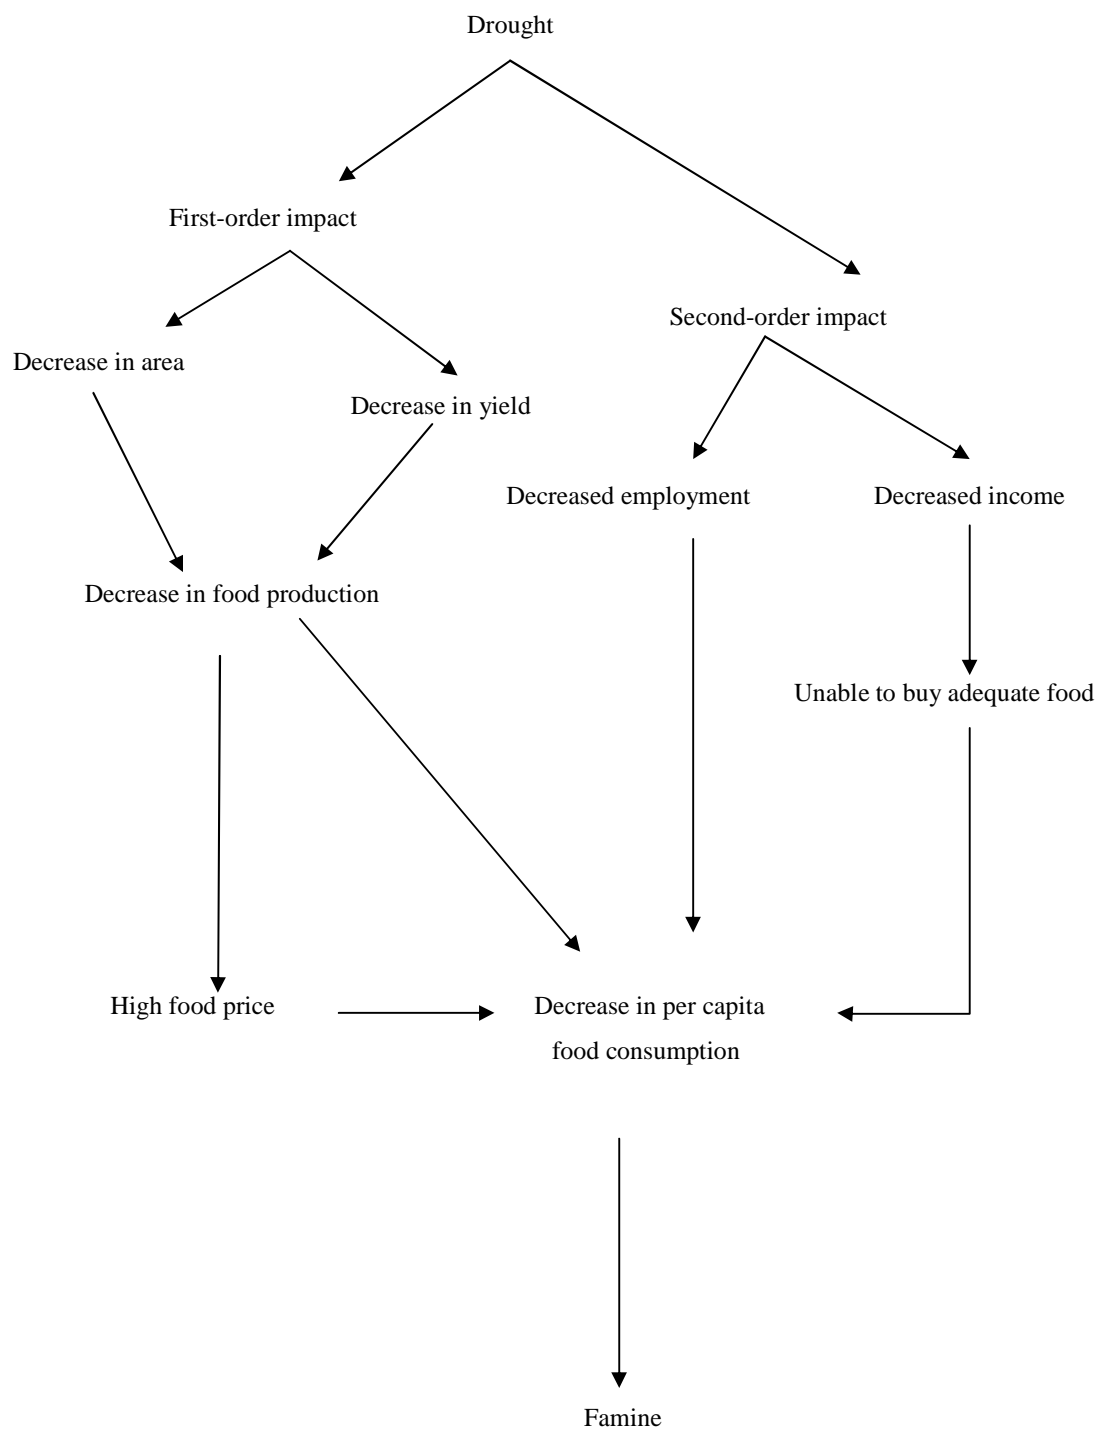 Drought
First-order impact
Second-order impact
Decrease in area
Decrease in yield
Decreased employment
Decreased income
Decrease in food production
Unable to buy adequate food
High food price
Decrease in per capita
food consumption
Famine